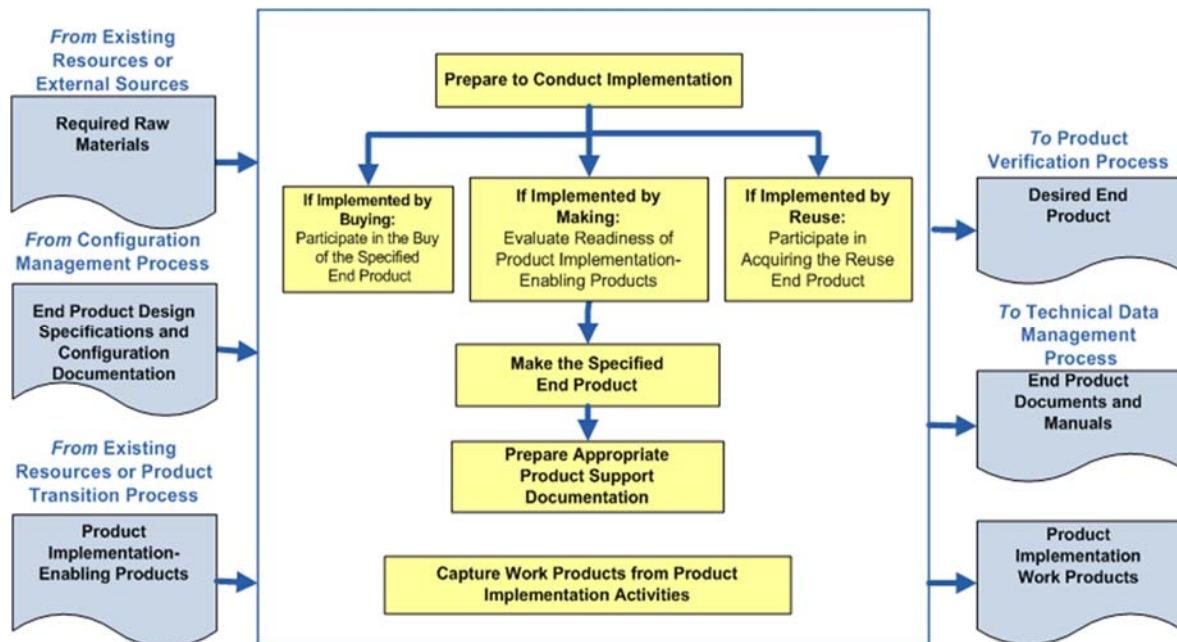 From Existing
Resources or
External Sources
Required Raw
Materials
From Configuration
Management Process
End Product Design
Specifications and
Configuration
Documentation
From Existing
Resources or Product
Transition Process
Product
Implementation-
Enabling Products
Prepare to Conduct Implementation
If Implemented by
Buying:
Participate in the Buy
of the Specified
End Product
If Implemented by
Making:
Evaluate Readiness of
Product Implementation-
Enabling Products
If Implemented by
Reuse:
Participate in
Acquiring the Reuse
End Product
Make the Specified
End Product
Prepare Appropriate
Product Support
Documentation
Capture Work Products from Product
Implementation Activities
To Product
Verification Process
Desired End
Product
To Technical Data
Management
Process
End Product
Documents and
Manuals
Product
Implementation
Work Products